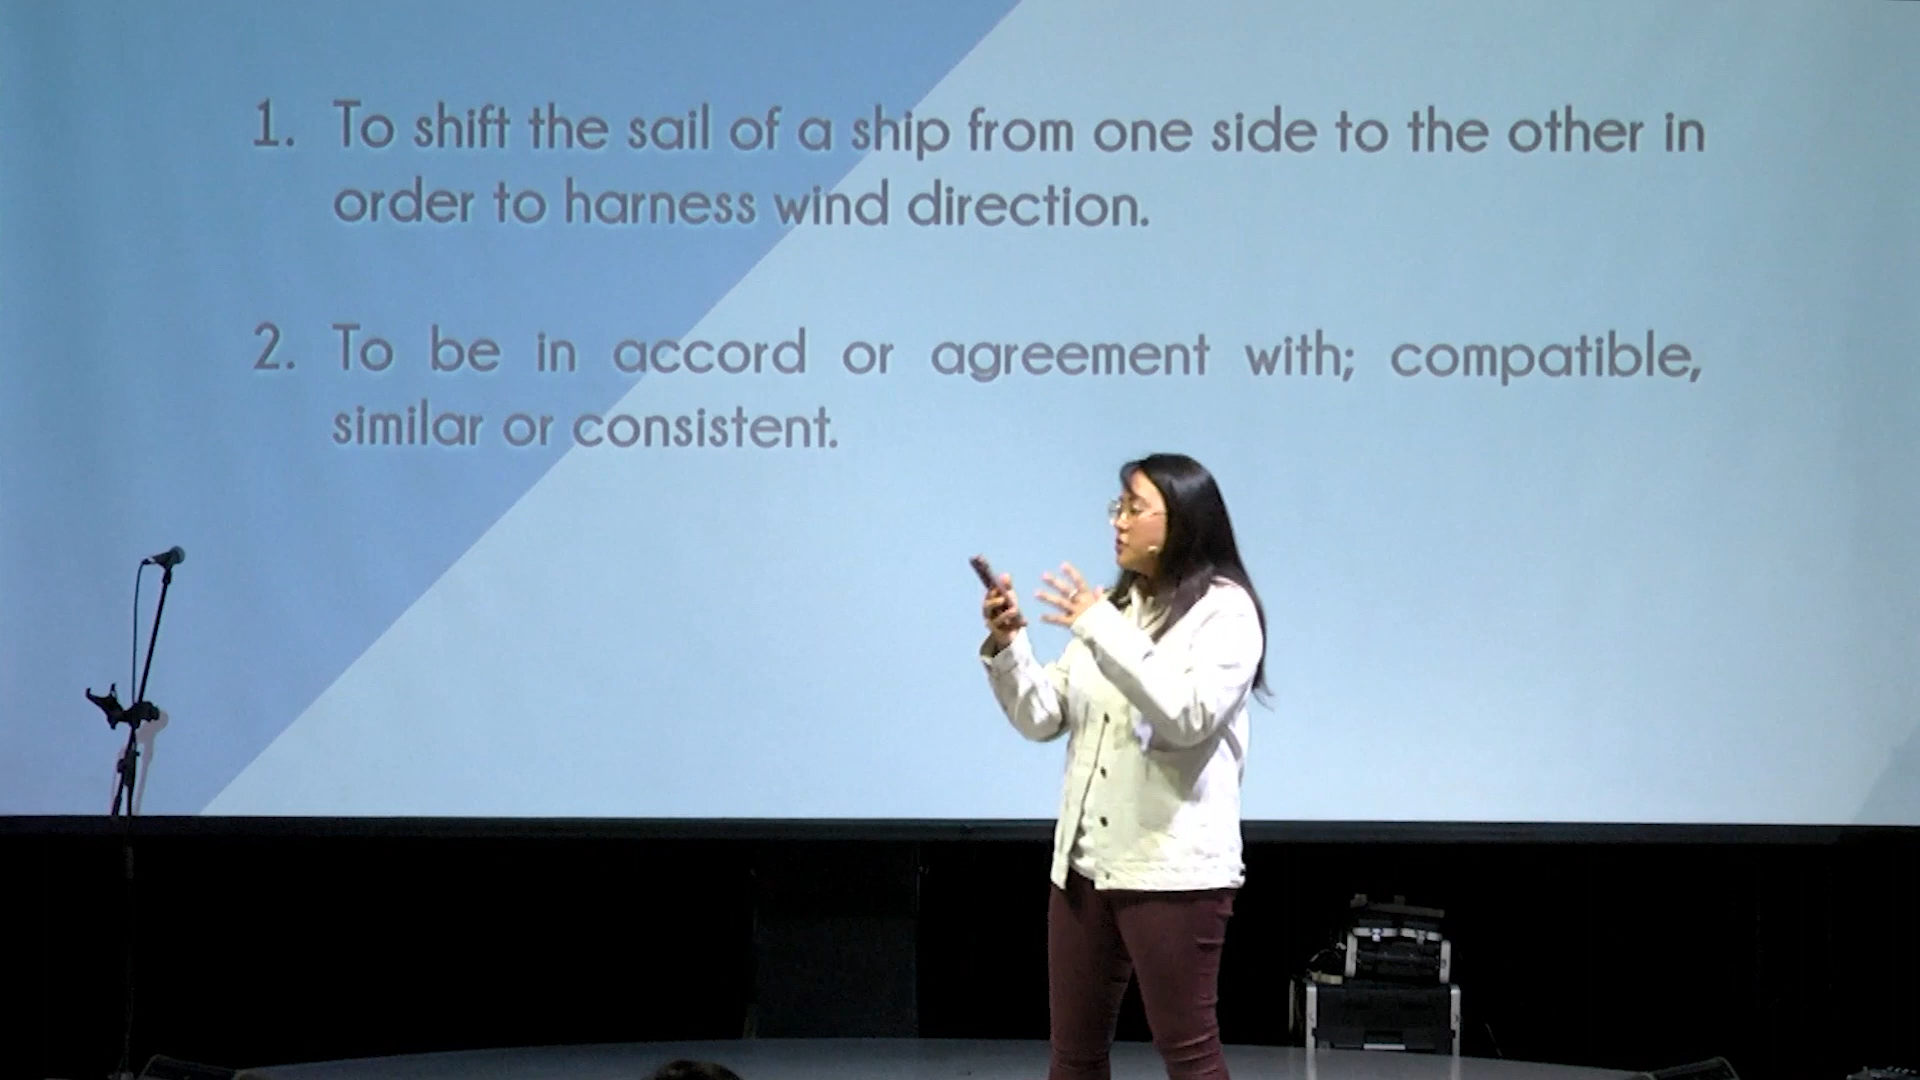 1. To shift the sail of a ship from one side to the other in
order to harness wind direction.
2. To be in accord or agreement with; compatible,
similar or consistent.